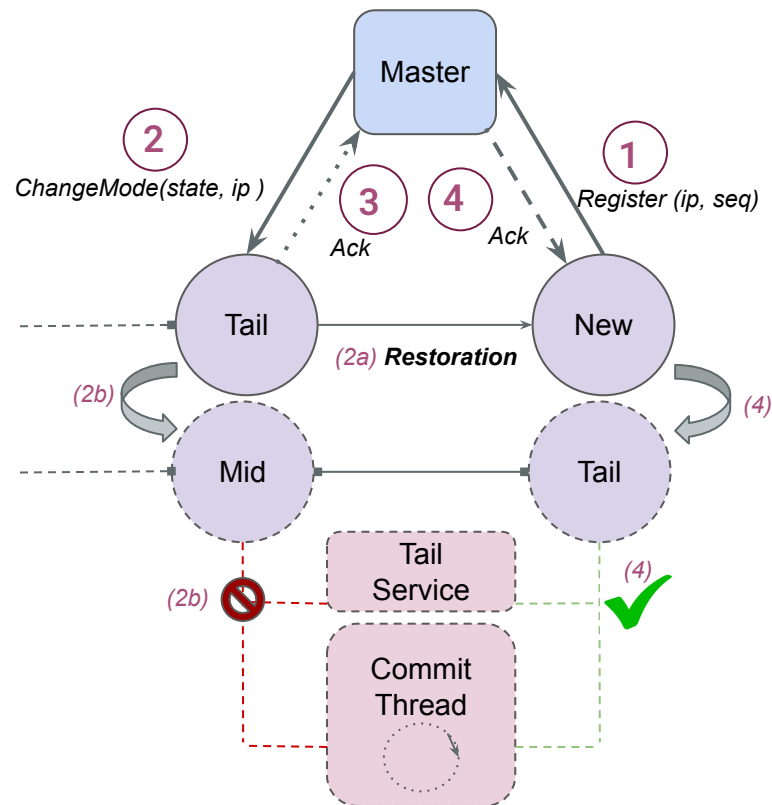 Master
2
ChangeMode(state, ip )
1
Register (ip, seq)
3
Ack
4
Ack
Tail
New
(2a) Restoration
(2b)
(4)
Mid
Tail
Tail
Service
(2b)
(4)
Commit
Thread